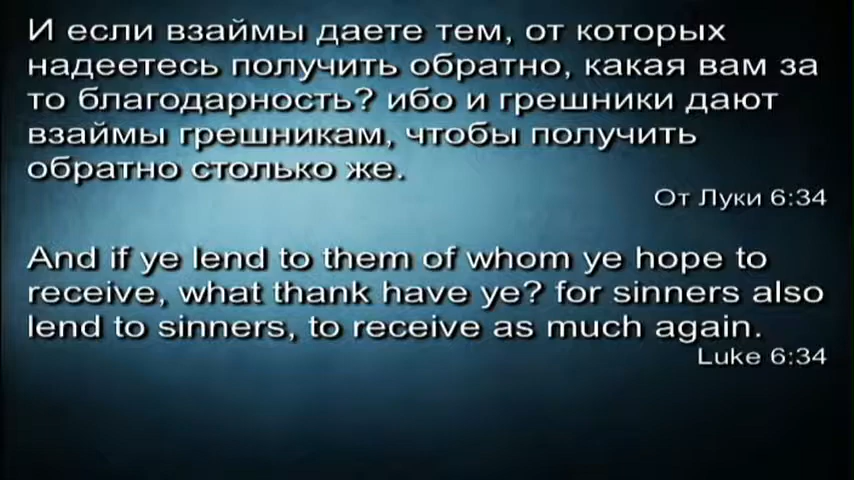 И если взаймы даете тем, от которых
надеетесь получить обратно, какая вам за
то благодарность? ибо и грешники дают
взаймы грешникам, чтобы получить
обратно столько же.
От Луки 6:34
And if ye lend to them of whom ye hope to
receive, what thank have ye? for sinners also
lend to sinners, to receive as much again.
Luke 6:34